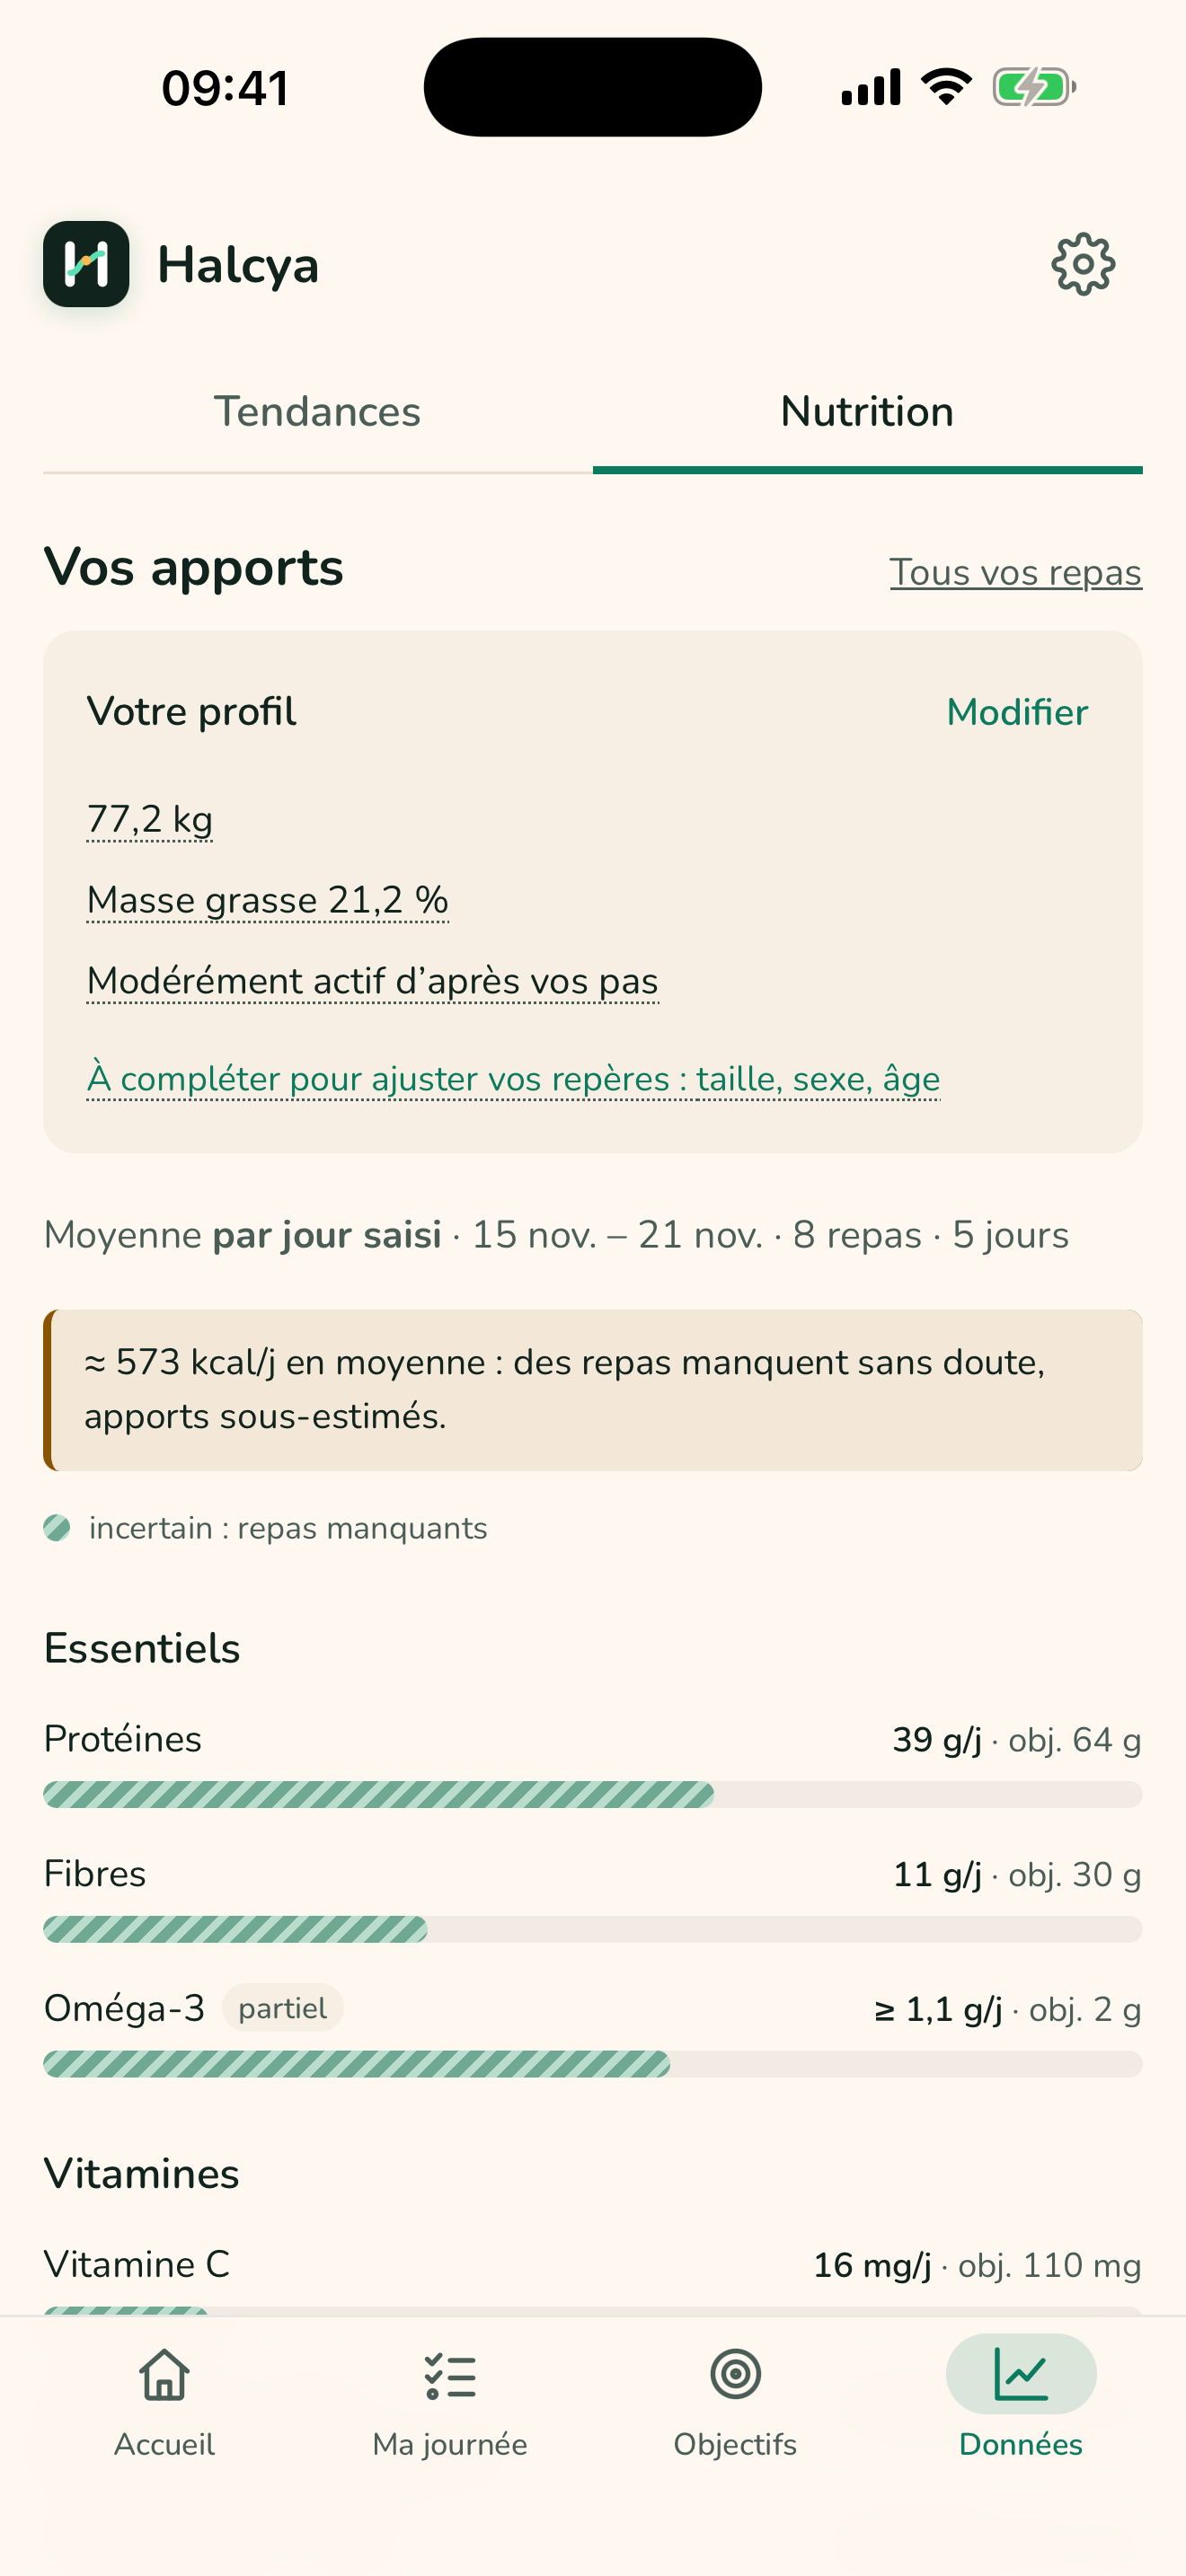 09:41
Halcya
Tendances
Nutrition
Vos apports
Tous vos repas
Votre profil
Modifier
77,2 kg
Masse grasse 21,2 %
Modérément actif d’après vos pas
À compléter pour ajuster vos repères : taille, sexe, âge
Moyenne par jour saisi · 15 nov. – 21 nov. · 8 repas · 5 jours
≈ 573 kcal/j en moyenne : des repas manquent sans doute,
apports sous-estimés.
incertain : repas manquants
Essentiels
Protéines
39 g/j · obj. 64 g
Fibres
11 g/j · obj. 30 g
Oméga-3 partiel
≥ 1,1 g/j · obj. 2 g
Vitamines
Vitamine C
16 mg/j · obj. 110 mg
Accueil
Ma journée
Objectifs
Données